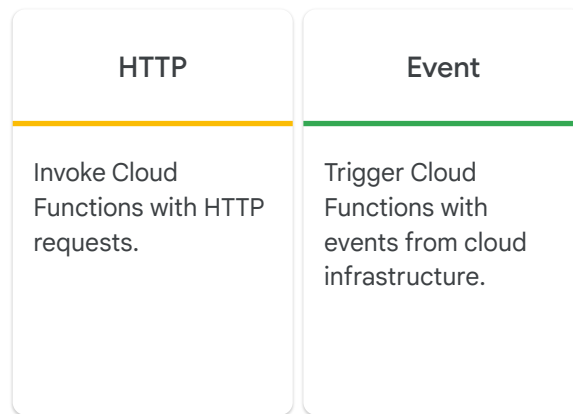 HTTP
Invoke Cloud
Functions with HTTP
requests.
Event
Trigger Cloud
Functions with
events from cloud
infrastructure.